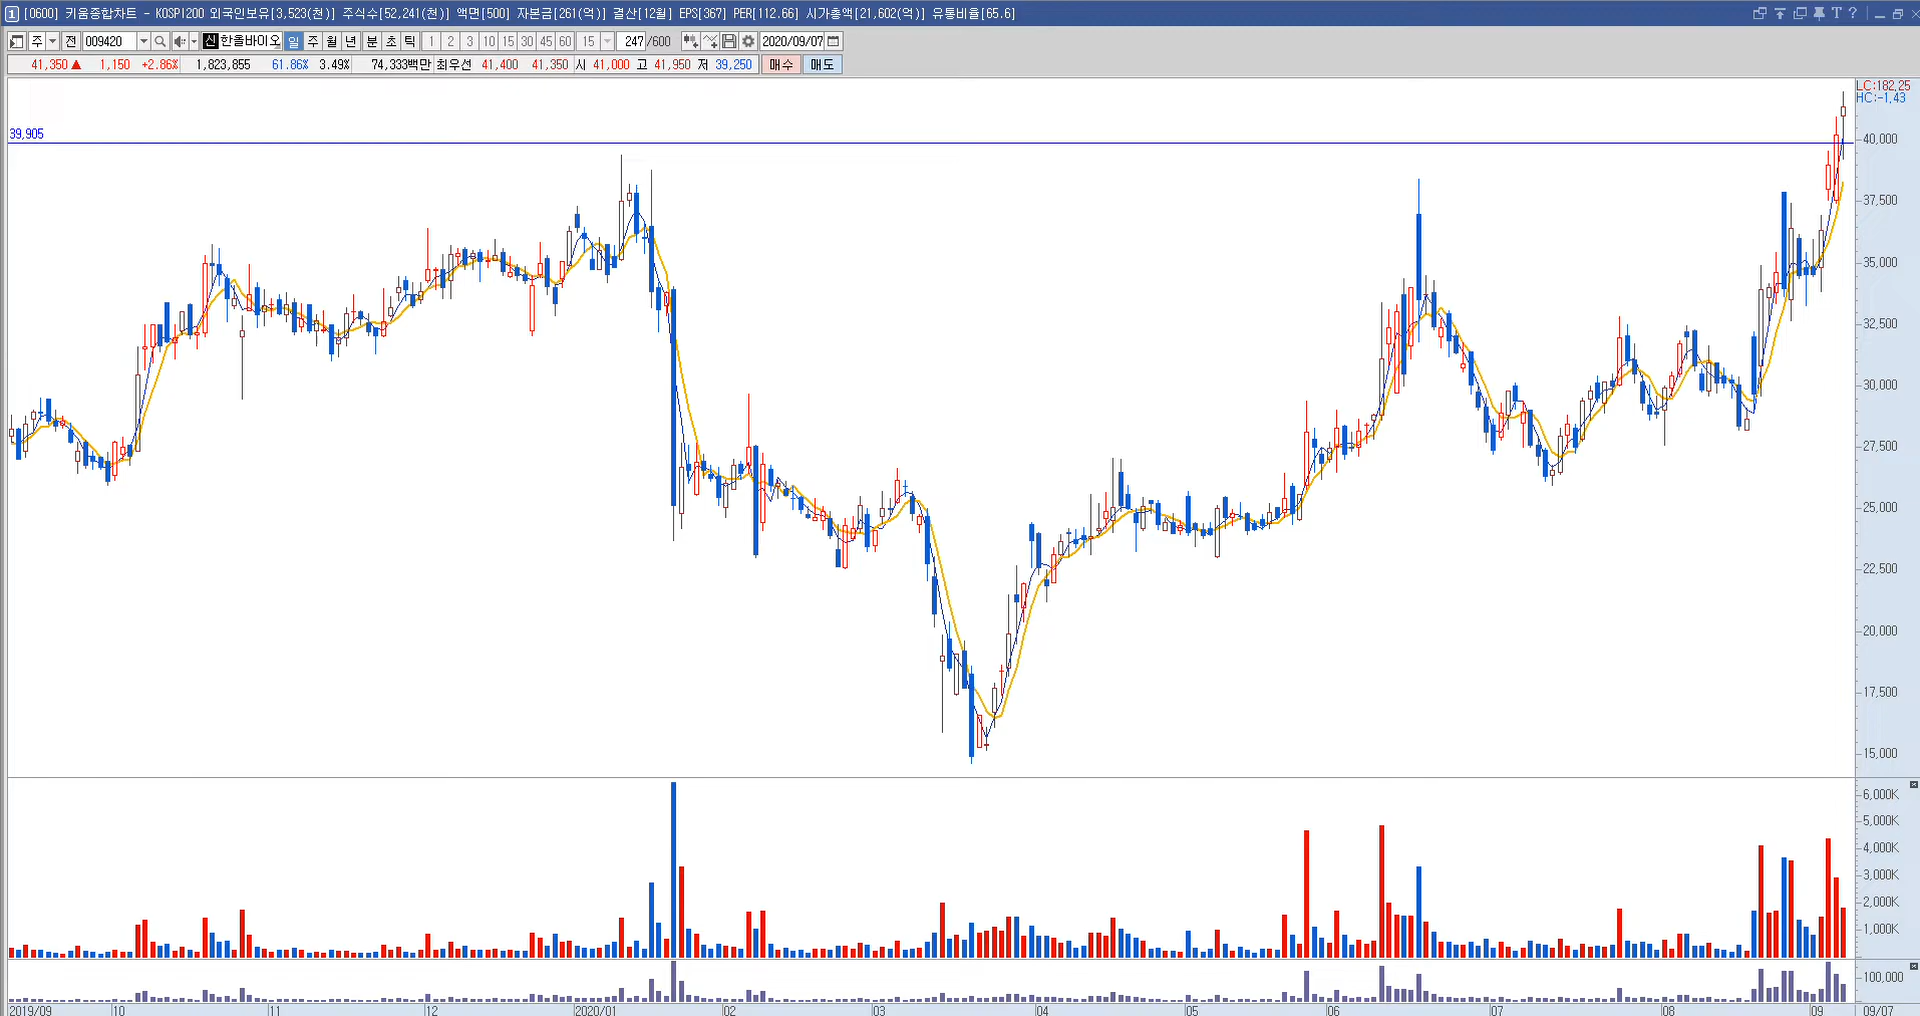 1 [0600] 키움종합차트 - KOSPI200 외국인보유[3,523(천)] 주식수[52,241(천)] 액면[500] 자본금[261(억)] 결산[12월] EPS[367] PER[112.66] 시가총액[21,602(억)] 유통비율[65.6] T ?
주 전 009420 신 한올바이오 일 주 월 년 분 초 틱 1 2 3 10 15 30 45 60 15 247 /600 2020/09/07
41,350 ▲ 1,150 +2.86% 1,823,855 61.86% 3.49% 74,333백만 최우선 41,400 41,350 시 41,000 고 41,950 저 39,250 매수 매도
LC:182.25
HC:-1.43
39,905
40,000
37,500
35,000
32,500
30,000
27,500
25,000
22,500
20,000
17,500
15,000
6,000K
5,000K
4,000K
3,000K
2,000K
1,000K
100,000
2019/09 10 11 12 2020/01 02 03 04 05 06 07 08 09 09/07